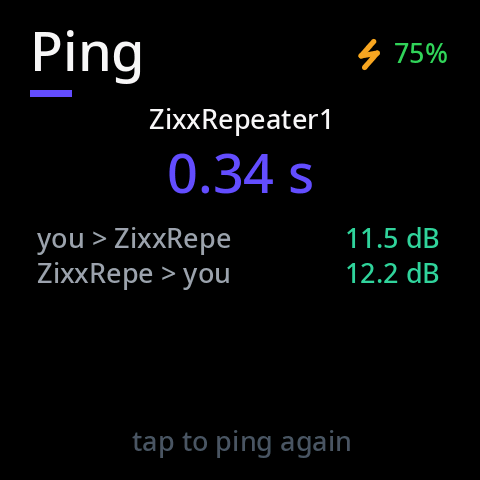 Ping
75%
ZixxRepeater1
0.34 s
you > ZixxRepe 11.5 dB
ZixxRepe > you 12.2 dB
tap to ping again